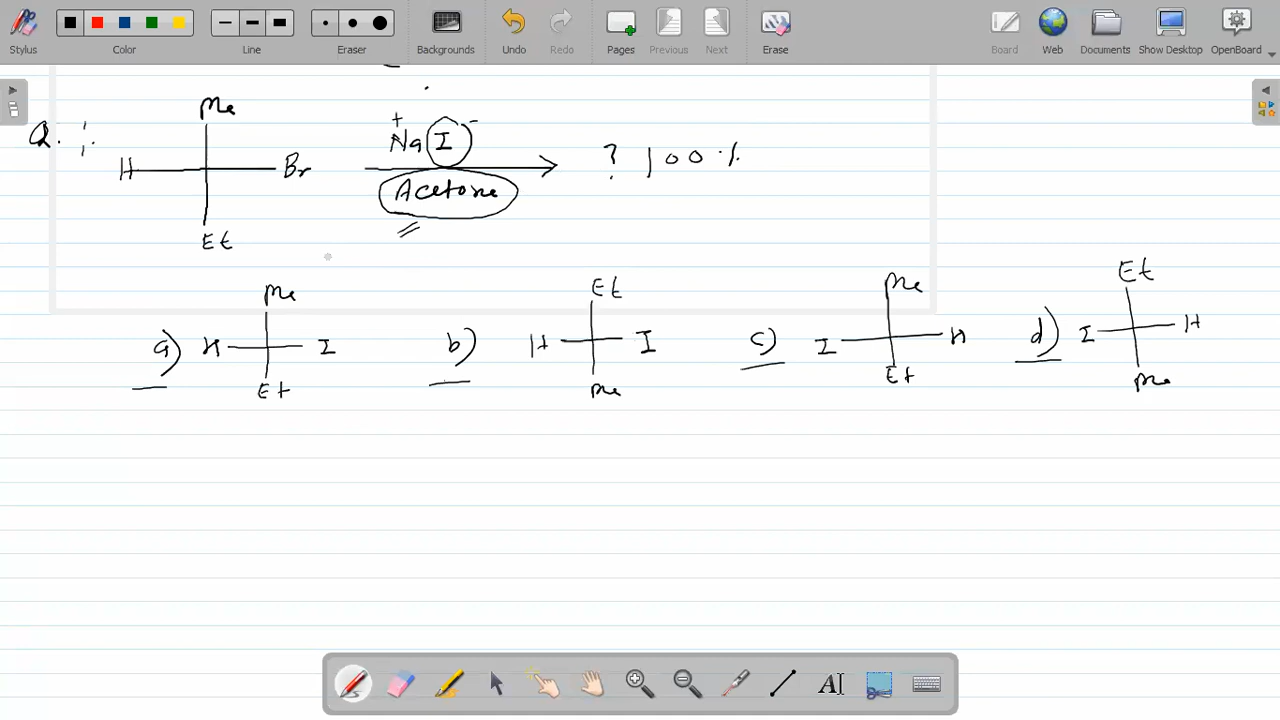 Stylus Color Line Eraser Backgrounds Undo Redo Pages Previous Next Erase Board Web Documents Show Desktop OpenBoard
Me
Q. :
H Br
Et
+ Na I -
Acetone
? 100 %
a) Me
H I
Et
b) Et
H I
Me
c) Me
I H
Et
d) Et
I H
Me